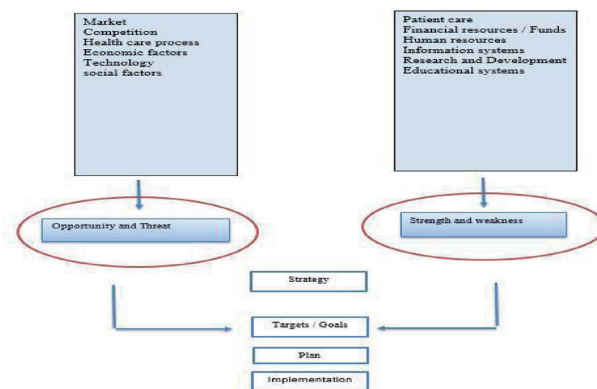 Market
Competition
Health care process
Economic factors
Technology
social factors
Patient care
Financial resources / Funds
Human resources
Information systems
Research and Development
Educational systems
Opportunity and Threat
Strength and weakness
Strategy
Targets / Goals
Plan
Implementation